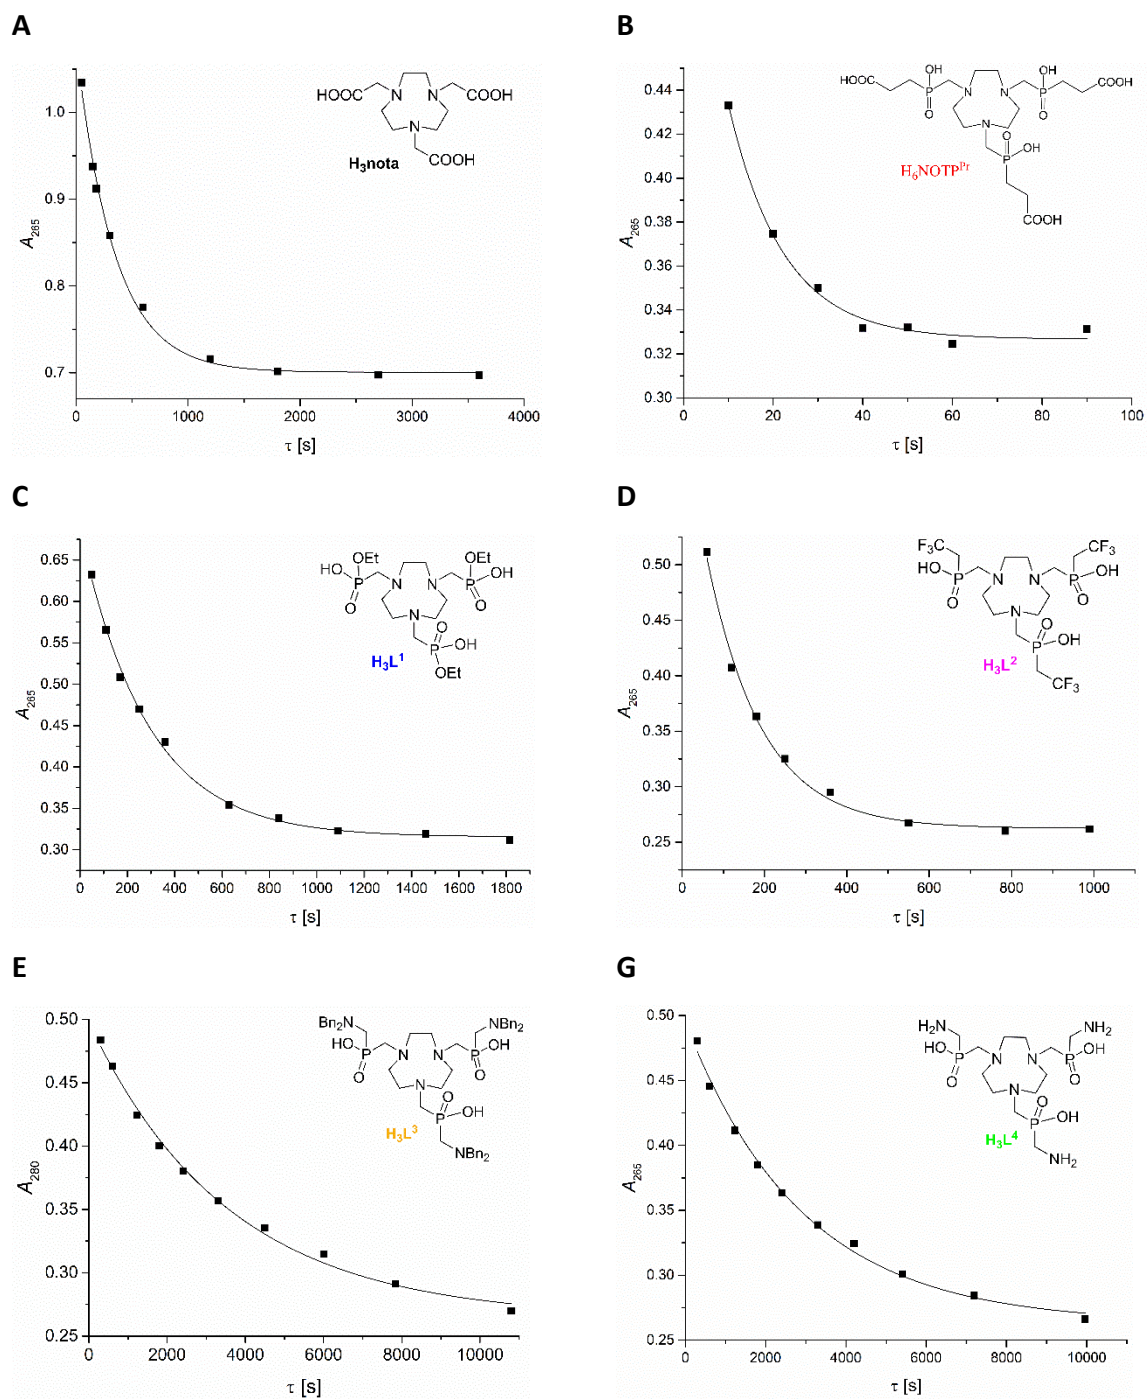 A
HOOC
COOH
N
N
N
COOH
H₃nota
1.0
0.9
0.8
0.7
A₂₆₅
0
1000
2000
3000
4000
τ [s]
B
HOOC
OH
P
O
N
N
OH
P
O
COOH
N
O
P
OH
COOH
H₆NOTPᴾʳ
0.44
0.42
0.40
0.38
0.36
0.34
0.32
0.30
A₂₆₅
0
20
40
60
80
100
τ [s]
C
OEt
HO
P
O
N
N
OEt
P
OH
O
N
O
P
OH
OEt
H₃L¹
0.65
0.60
0.55
0.50
0.45
0.40
0.35
0.30
A₂₆₅
0
200
400
600
800
1000
1200
1400
1600
1800
τ [s]
D
F₃C
HO
P
O
N
N
CF₃
P
OH
O
N
O
P
OH
CF₃
H₃L²
0.50
0.45
0.40
0.35
0.30
0.25
A₂₆₅
0
200
400
600
800
1000
τ [s]
E
Bn₂N
HO
P
O
N
N
NBn₂
P
OH
O
N
O
P
OH
NBn₂
H₃L³
0.50
0.45
0.40
0.35
0.30
0.25
A₂₈₀
0
2000
4000
6000
8000
10000
τ [s]
G
H₂N
HO
P
O
N
N
NH₂
P
OH
O
N
O
P
OH
NH₂
H₃L⁴
0.50
0.45
0.40
0.35
0.30
0.25
A₂₆₅
0
2000
4000
6000
8000
10000
τ [s]